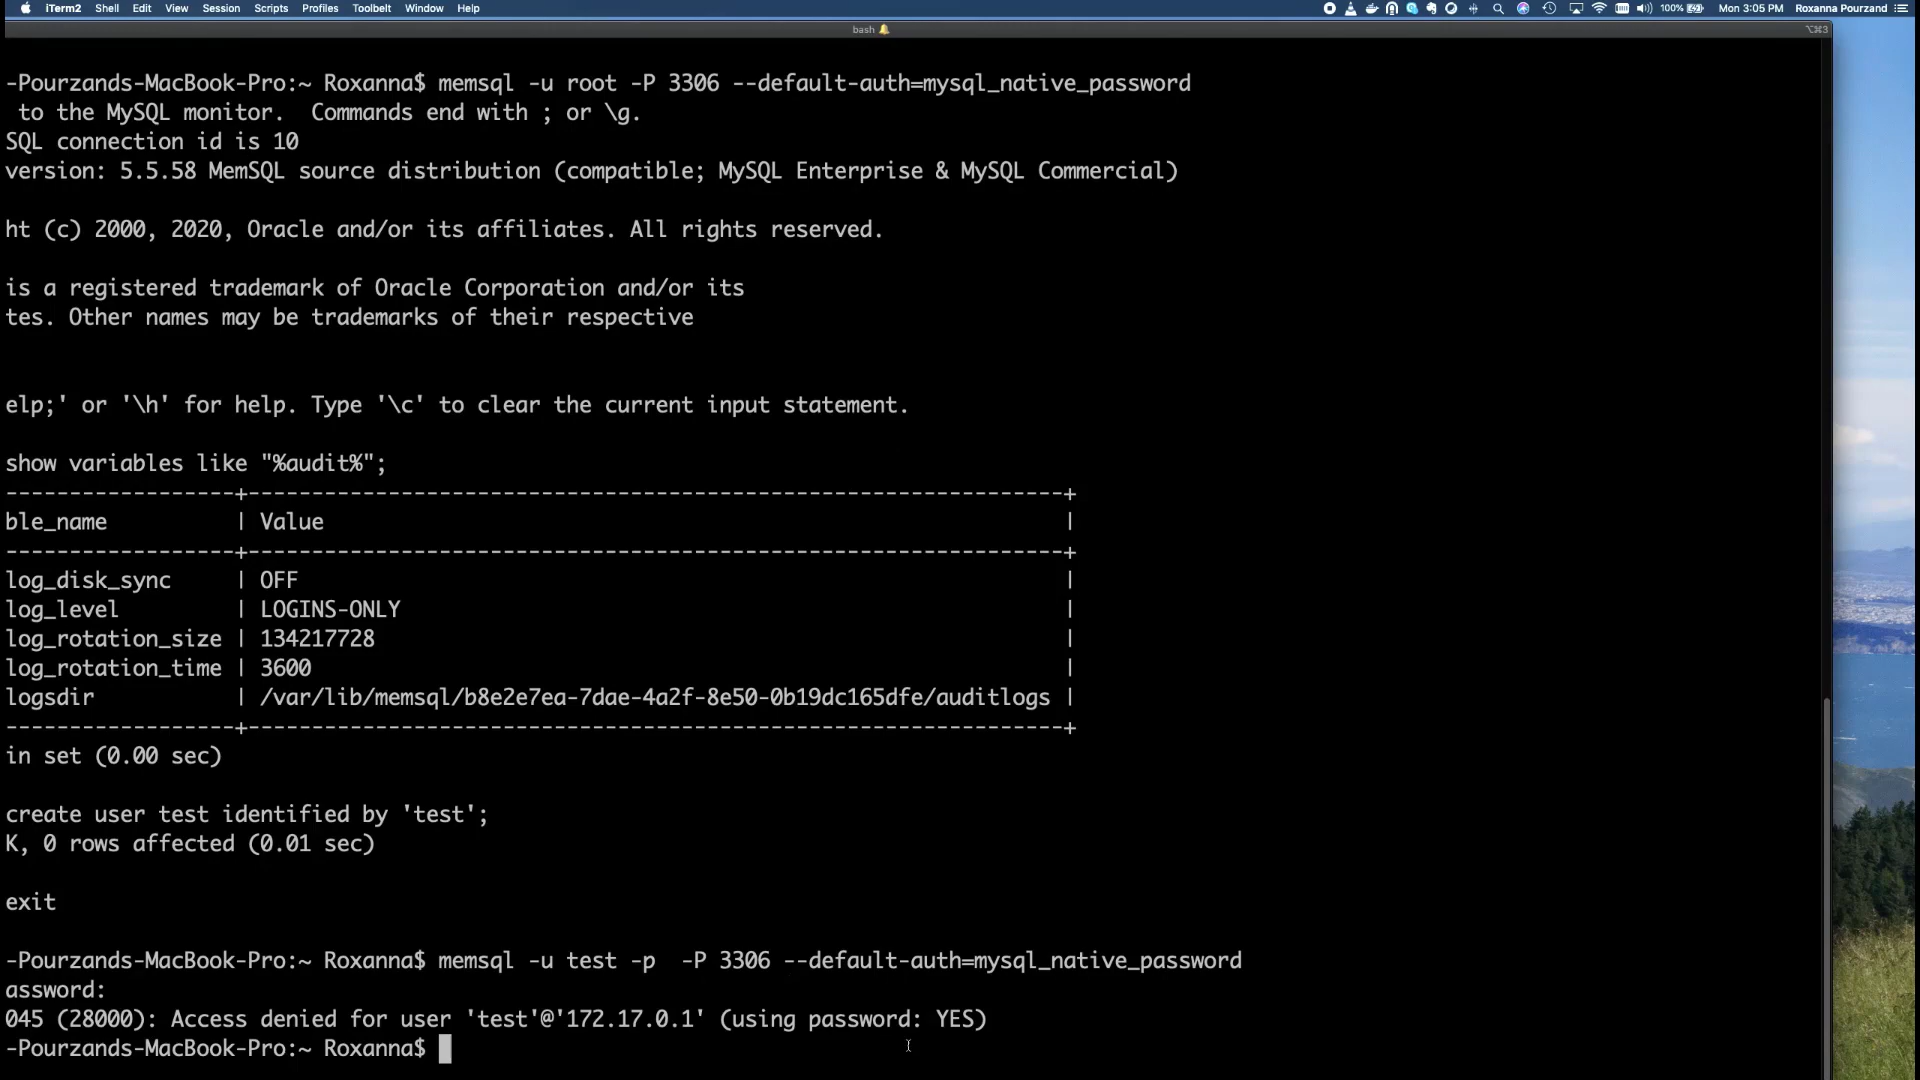 iTerm2 Shell Edit View Session Scripts Profiles Toolbelt Window Help 100% Mon 3:05 PM Roxanna Pourzand
bash ⌥⌘3
-Pourzands-MacBook-Pro:~ Roxanna$ memsql -u root -P 3306 --default-auth=mysql_native_password
to the MySQL monitor.  Commands end with ; or \g.
SQL connection id is 10
version: 5.5.58 MemSQL source distribution (compatible; MySQL Enterprise & MySQL Commercial)
ht (c) 2000, 2020, Oracle and/or its affiliates. All rights reserved.
is a registered trademark of Oracle Corporation and/or its
tes. Other names may be trademarks of their respective
elp;' or '\h' for help. Type '\c' to clear the current input statement.
show variables like "%audit%";
------------------+----------------------------------------------------------------+
ble_name | Value |
------------------+----------------------------------------------------------------+
log_disk_sync | OFF |
log_level | LOGINS-ONLY |
log_rotation_size | 134217728 |
log_rotation_time | 3600 |
logsdir | /var/lib/memsql/b8e2e7ea-7dae-4a2f-8e50-0b19dc165dfe/auditlogs |
------------------+----------------------------------------------------------------+
in set (0.00 sec)
create user test identified by 'test';
K, 0 rows affected (0.01 sec)
exit
-Pourzands-MacBook-Pro:~ Roxanna$ memsql -u test -p  -P 3306 --default-auth=mysql_native_password
assword:
045 (28000): Access denied for user 'test'@'172.17.0.1' (using password: YES)
-Pourzands-MacBook-Pro:~ Roxanna$